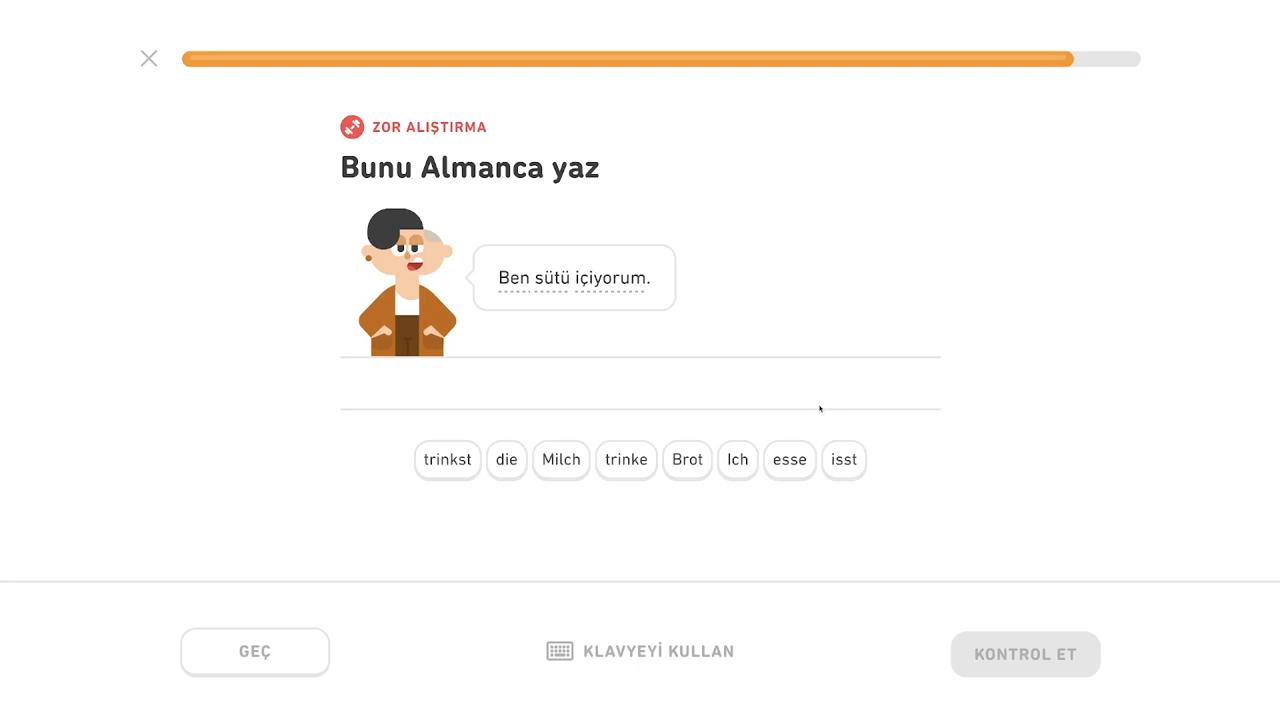 ZOR ALIŞTIRMA
Bunu Almanca yaz
Ben sütü içiyorum.
trinkst die Milch trinke Brot Ich esse isst
GEÇ KLAVYEYİ KULLAN KONTROL ET